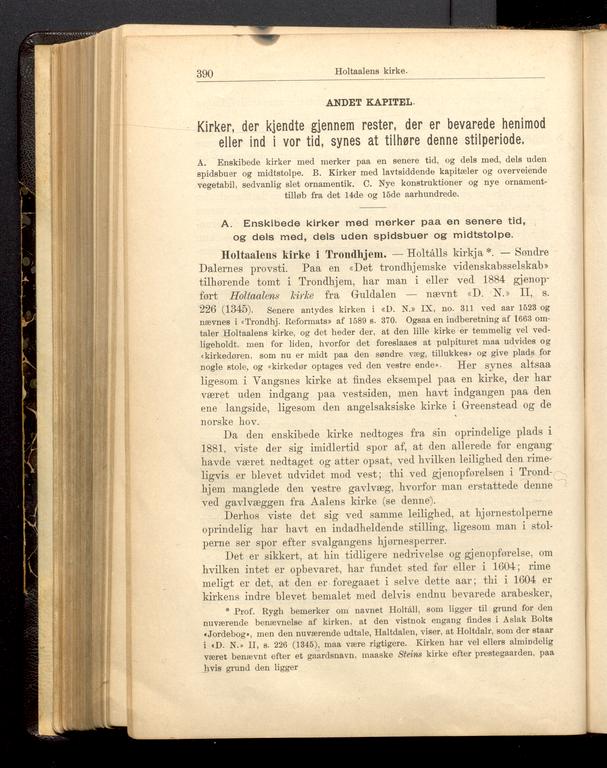 390
Holtaalens kirke.
ANDET KAPITEL.
Kirker, der kjendte gjennem rester, der er bevarede henimod
eller ind i vor tid, synes at tilhøre denne stilperiode.
A. Enskibede kirker med merker paa en senere tid, og dels med, dels uden
spidsbuer og midtstolpe. B. Kirker med lavtsiddende kapitæler og overveiende
vegetabil, sedvanlig slet ornamentik. C. Nye konstruktioner og nye ornament-
tilløb fra det 14de og 15de aarhundrede.
A. Enskibede kirker med merker paa en senere tid,
og dels med, dels uden spidsbuer og midtstolpe.
Holtaalens kirke i Trondhjem. — Holtálls kirkja *. — Søndre
Dalernes provsti. Paa en «Det trondhjemske videnskabsselskab»
tilhørende tomt i Trondhjem, har man i eller ved 1884 gjenop-
ført Holtaalens kirke fra Guldalen — nævnt «D. N.» II, s.
226 (1345). Senere antydes kirken i «D. N.» IX, no. 311 ved aar 1523 og
nævnes i «Trondhj. Reformats» af 1589 s. 370. Ogsaa en indberetning af 1663 om-
taler Holtaalens kirke, og det heder der, at den lille kirke er temmelig vel ved-
ligeholdt, men for liden, hvorfor det foreslaaes at pulpituret maa udvides og
«kirkedøren, som nu er midt paa den søndre væg, tillukkes» og give plads for
nogle stole, og «kirkedør optages ved den vestre ende». Her synes altsaa
ligesom i Vangsnes kirke at findes eksempel paa en kirke, der har
været uden indgang paa vestsiden, men havt indgangen paa den
ene langside, ligesom den angelsaksiske kirke i Greenstead og de
norske hov.
Da den enskibede kirke nedtoges fra sin oprindelige plads i
1881, viste der sig imidlertid spor af, at den allerede før engang
havde været nedtaget og atter opsat, ved hvilken leilighed den rime-
ligvis er blevet udvidet mod vest; thi ved gjenopførelsen i Trond-
hjem manglede den vestre gavlvæg, hvorfor man erstattede denne
ved gavlvæggen fra Aalens kirke (se denne).
Derhos viste det sig ved samme leilighed, at hjørnestolperne
oprindelig har havt en indadheldende stilling, ligesom man i stol-
perne ser spor efter svalgangens hjørnesperrer.
Det er sikkert, at hin tidligere nedrivelse og gjenopførelse, om
hvilken intet er opbevaret, har fundet sted før eller i 1604; rime
meligt er det, at den er foregaaet i selve dette aar; thi i 1604 er
kirkens indre blevet bemalet med delvis endnu bevarede arabesker,
* Prof. Rygh bemerker om navnet Holtáll, som ligger til grund for den
nuværende benævnelse af kirken, at den vistnok engang findes i Aslak Bolts
«Jordebog», men den nuværende udtale, Haltdalen, viser, at Holtdalr, som der staar
i «D. N.» II, s. 226 (1345), maa være rigtigere. Kirken har vel ellers almindelig
været benævnt efter et gaardsnavn, maaske Steins kirke efter prestegaarden, paa
hvis grund den ligger